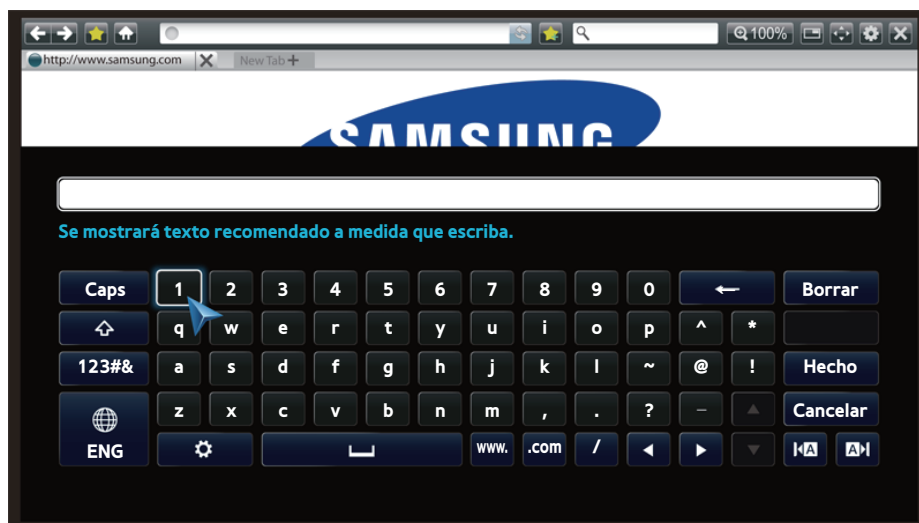 100%
http://www.samsung.com New Tab +
SAMSUNG
Se mostrará texto recomendado a medida que escriba.
Caps 1 2 3 4 5 6 7 8 9 0 Borrar
q w e r t y u i o p ^ *
123#& a s d f g h j k l ~ @ ! Hecho
z x c v b n m , . ? - Cancelar
ENG www. .com / A A